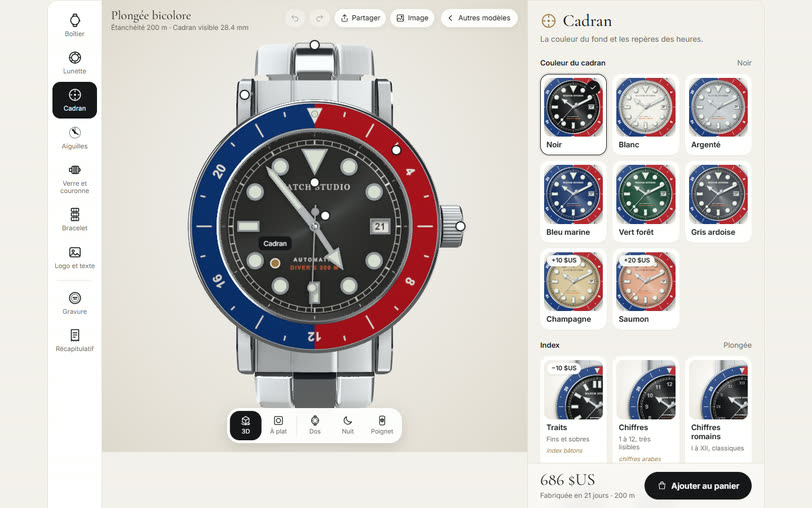 Boîtier
Lunette
Cadran
Aiguilles
Verre et
couronne
Bracelet
Logo et texte
Gravure
Récapitulatif
Plongée bicolore
Étanchéité 200 m · Cadran visible 28.4 mm
Partager
Image
Autres modèles
20
4
8
12
16
WATCH STUDIO
21
Cadran
AUTOMATIC
DIVER'S 200 M
3D
À plat
Dos
Nuit
Poignet
Cadran
La couleur du fond et les repères des heures.
Couleur du cadran
Noir
Noir
Blanc
Argenté
Bleu marine
Vert forêt
Gris ardoise
+10 $US
+20 $US
Champagne
Saumon
Index
Plongée
−10 $US
Traits
Fins et sobres
Index bâtons
Chiffres
1 à 12, très
lisibles
chiffres arabes
Chiffres
romains
I à XII, classiques
686 $US
Fabriquée en 21 jours · 200 m
Ajouter au panier